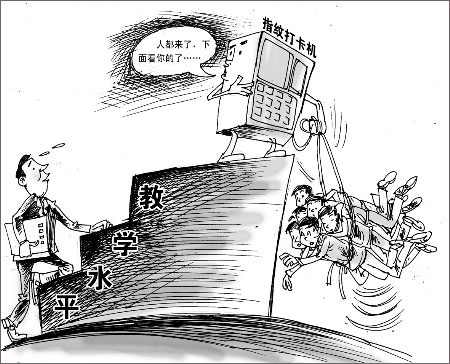 指纹打卡机
人都来了，下
面看你的了……
教
学
水
平